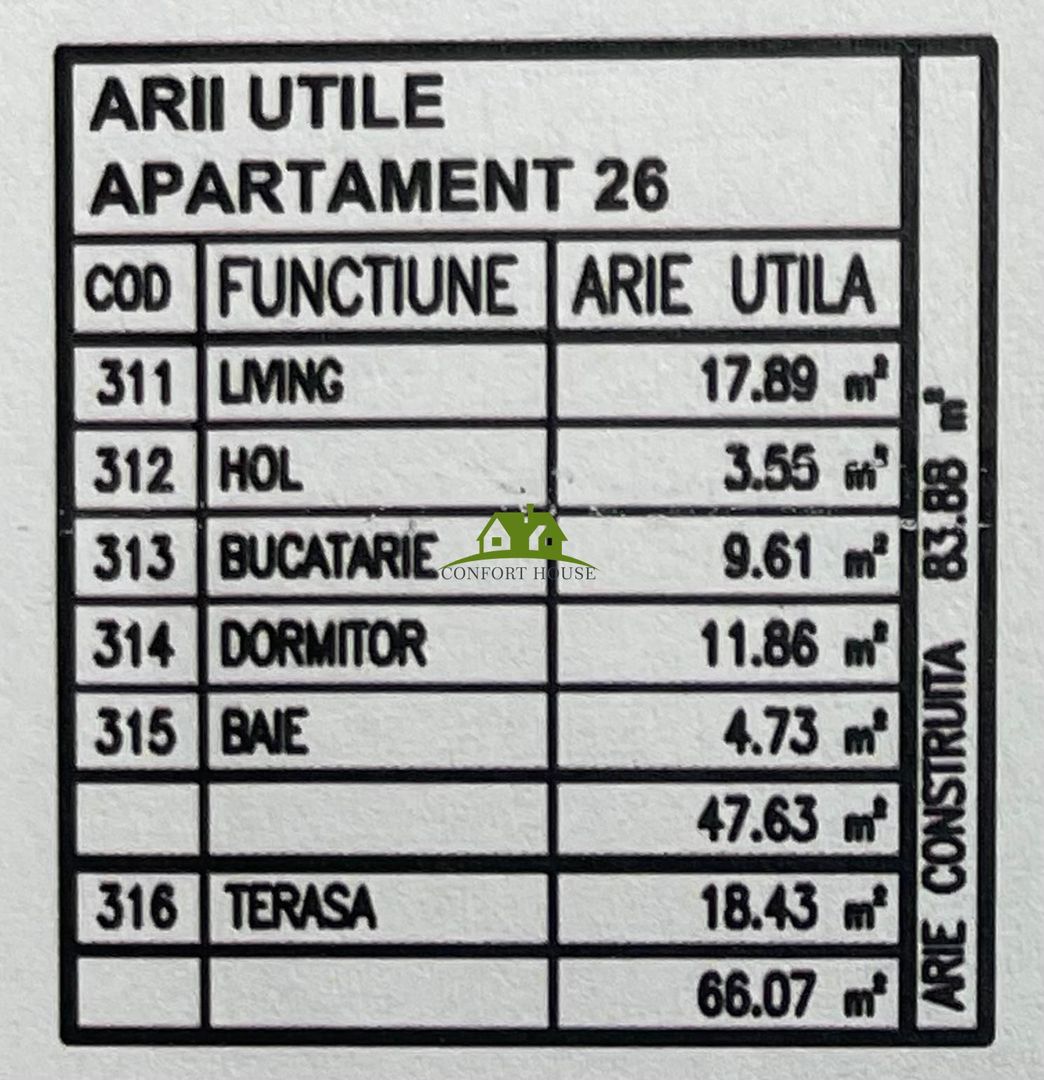 ARII UTILE
APARTAMENT 26
COD FUNCTIUNE ARIE UTILA
311 LIVING 17.89 m²
312 HOL 3.55 m²
313 BUCATARIE 9.61 m²
314 DORMITOR 11.86 m²
315 BAIE 4.73 m²
47.63 m²
316 TERASA 18.43 m²
66.07 m²
ARIE CONSTRUITA 83.88 m²
CONFORT HOUSE